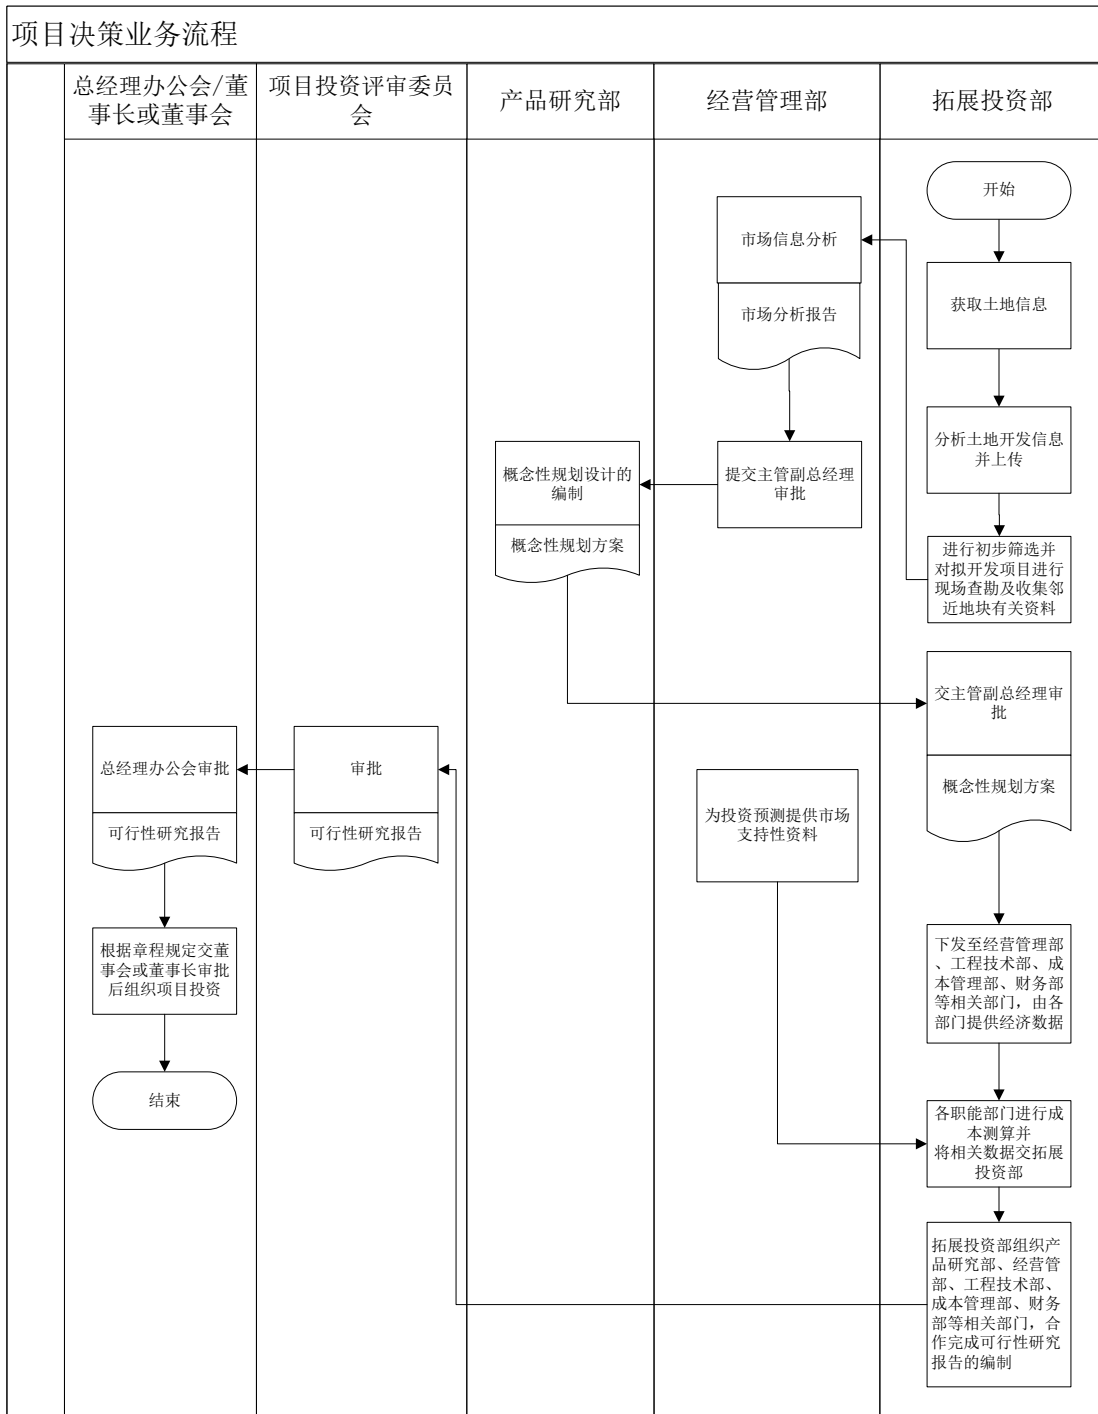 项目决策业务流程
总经理办公会/董
事长或董事会
项目投资评审委员
会
产品研究部
经营管理部
拓展投资部
开始
获取土地信息
分析土地开发信息
并上传
进行初步筛选并
对拟开发项目进行
现场查勘及收集邻
近地块有关资料
市场信息分析
市场分析报告
提交主管副总经理
审批
概念性规划设计的
编制
概念性规划方案
交主管副总经理审
批
概念性规划方案
为投资预测提供市场
支持性资料
下发至经营管理部
、工程技术部、成
本管理部、财务部
等相关部门，由各
部门提供经济数据
各职能部门进行成
本测算并
将相关数据交拓展
投资部
拓展投资部组织产
品研究部、经营管
部、工程技术部、
成本管理部、财务
部等相关部门，合
作完成可行性研究
报告的编制
审批
可行性研究报告
总经理办公会审批
可行性研究报告
根据章程规定交董
事会或董事长审批
后组织项目投资
结束